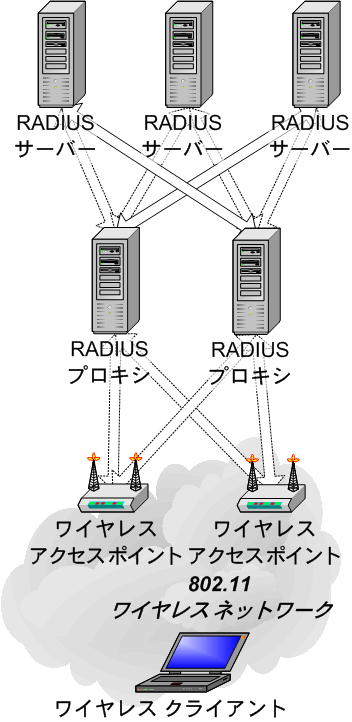 RADIUS
サーバー
RADIUS
サーバー
RADIUS
サーバー
RADIUS
プロキシ
RADIUS
プロキシ
ワイヤレス
アクセスポイント
ワイヤレス
アクセスポイント
802.11
ワイヤレス ネットワーク
ワイヤレス クライアント